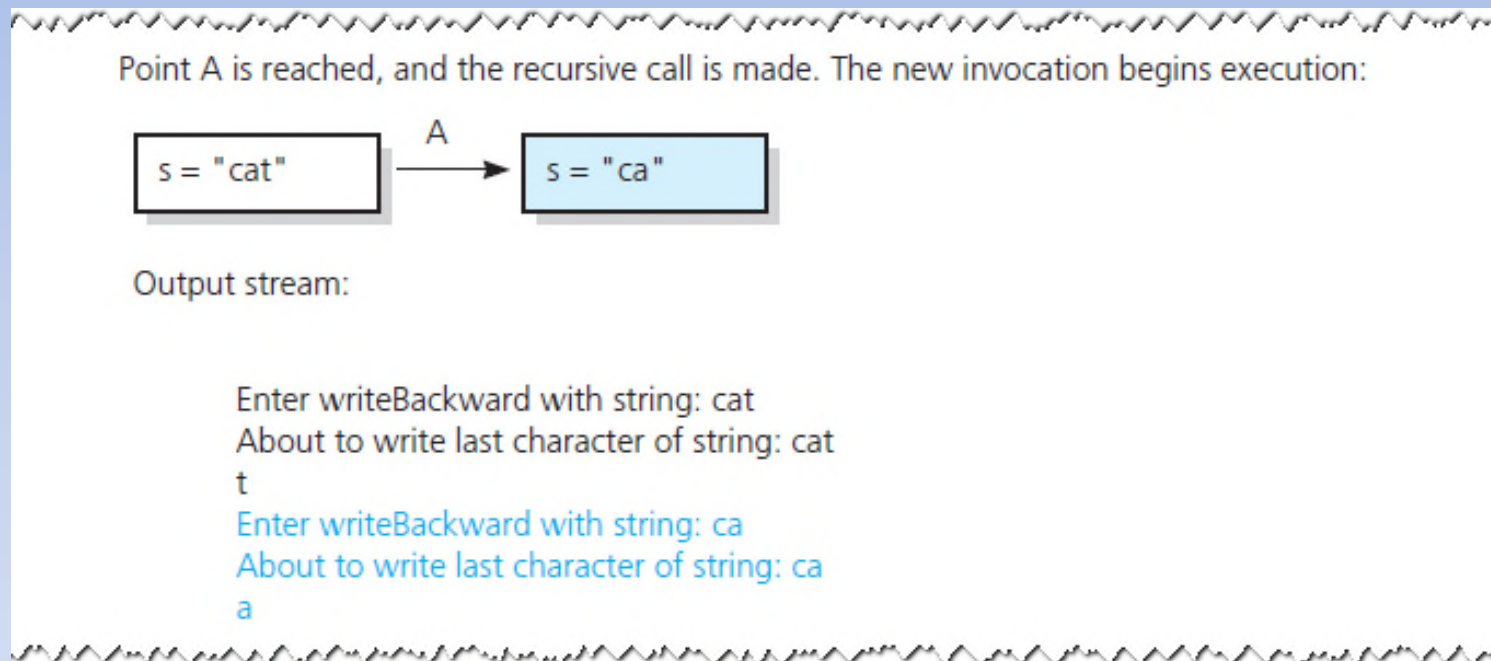 Point A is reached, and the recursive call is made. The new invocation begins execution:
A
s = "cat" s = "ca"
Output stream:
Enter writeBackward with string: cat
About to write last character of string: cat
t
Enter writeBackward with string: ca
About to write last character of string: ca
a